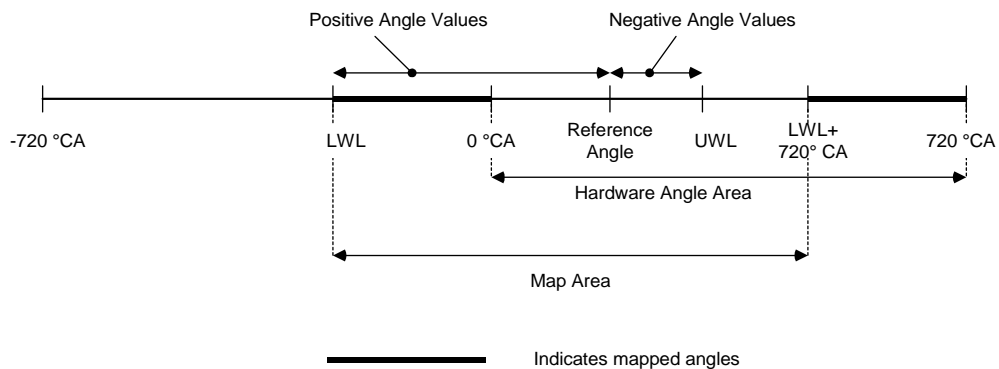 Positive Angle Values
Negative Angle Values
-720 °CA
LWL
0 °CA
Reference
Angle
UWL
LWL+
720° CA
720 °CA
Hardware Angle Area
Map Area
Indicates mapped angles